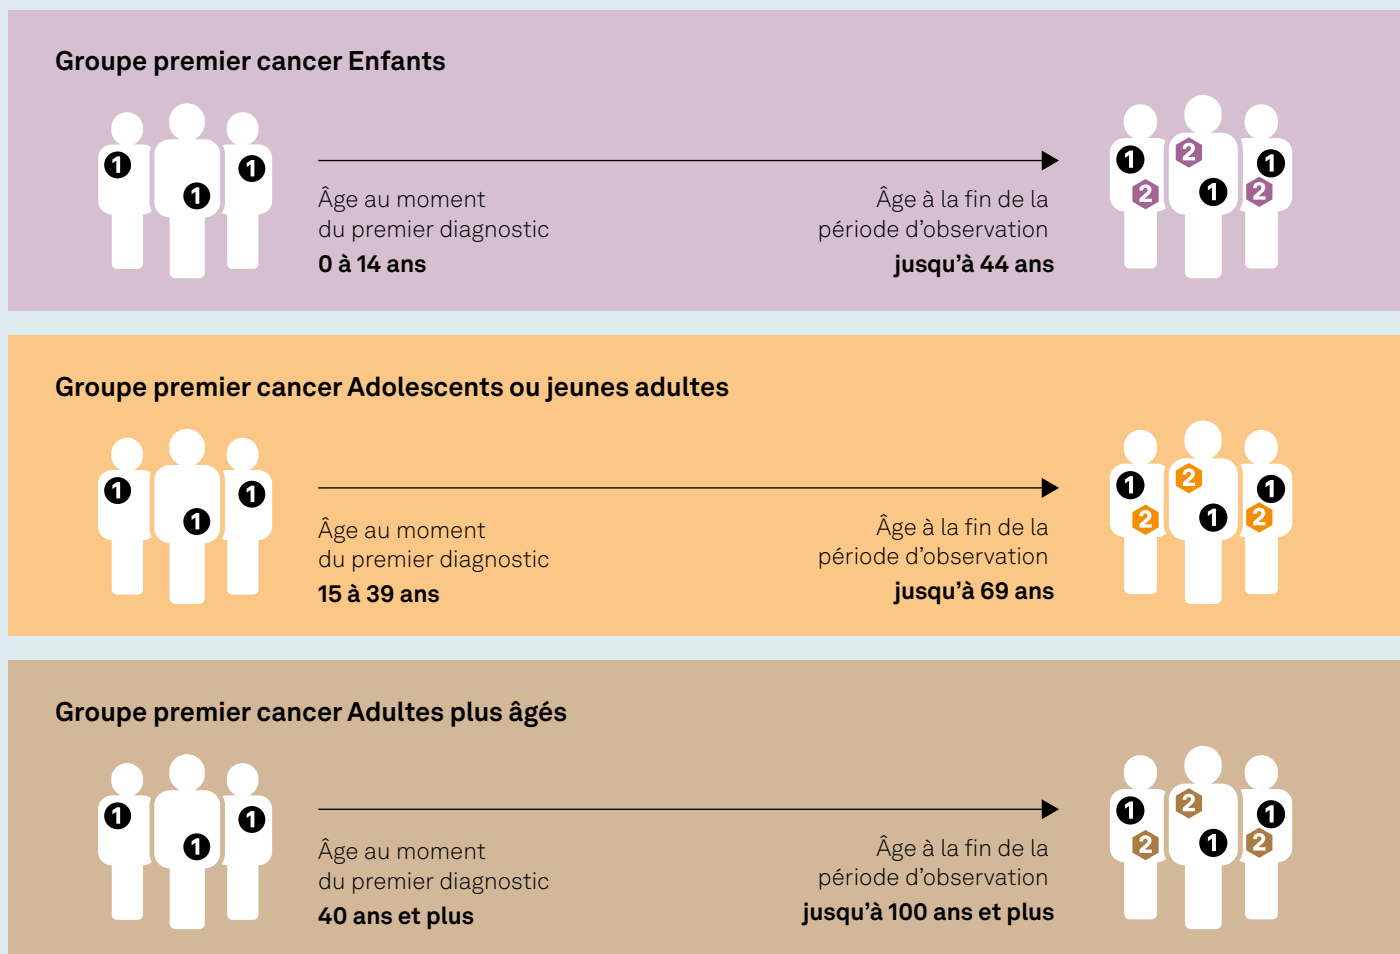 Groupe premier cancer Enfants
1
1
1
Âge au moment
du premier diagnostic
0 à 14 ans
Âge à la fin de la
période d’observation
jusqu’à 44 ans
1
2
2
1
1
2
Groupe premier cancer Adolescents ou jeunes adultes
1
1
1
Âge au moment
du premier diagnostic
15 à 39 ans
Âge à la fin de la
période d’observation
jusqu’à 69 ans
1
2
2
1
1
2
Groupe premier cancer Adultes plus âgés
1
1
1
Âge au moment
du premier diagnostic
40 ans et plus
Âge à la fin de la
période d’observation
jusqu’à 100 ans et plus
1
2
2
1
1
2